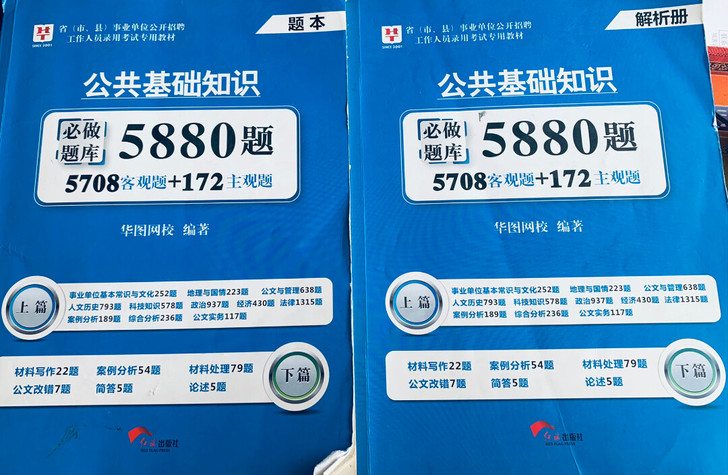 HT
SINCE 2001
省（市、县）事业单位公开招聘
工作人员录用考试专用教材
题本
公共基础知识
必做
题库
5880题
5708客观题+172主观题
华图网校 编著
上篇
事业单位基本常识与文化252题 地理与国情223题 公文与管理638题
人文历史793题 科技知识578题 政治937题 经济430题 法律1315题
案例分析189题 综合分析236题 公文实务117题
材料写作22题 案例分析54题 材料处理79题
公文改错7题 简答5题 论述5题
下篇
红旗出版社
HT
SINCE 2001
省（市、县）事业单位公开招聘
工作人员录用考试专用教材
解析册
公共基础知识
必做
题库
5880题
5708客观题+172主观题
华图网校 编著
上篇
事业单位基本常识与文化252题 地理与国情223题 公文与管理638题
人文历史793题 科技知识578题 政治937题 经济430题 法律1315题
案例分析189题 综合分析236题 公文实务117题
材料写作22题 案例分析54题 材料处理79题
公文改错7题 简答5题 论述5题
下篇
红旗出版社